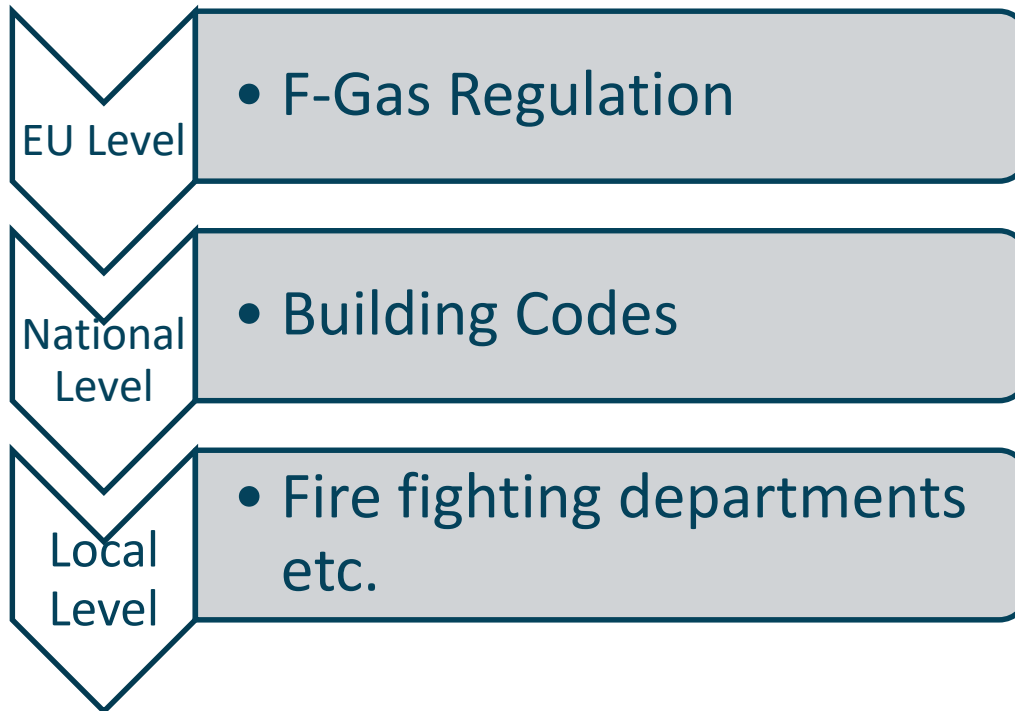 EU Level
• F-Gas Regulation
National
Level
• Building Codes
Local
Level
• Fire fighting departments
etc.